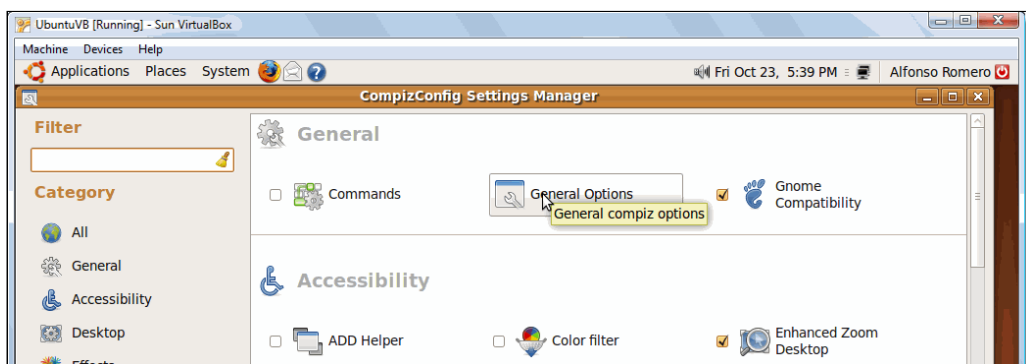 UbuntuVB [Running] - Sun VirtualBox
Machine Devices Help
Applications Places System
Fri Oct 23, 5:39 PM
Alfonso Romero
CompizConfig Settings Manager
Filter
Category
All
General
Accessibility
Desktop
Effects
General
Commands
General Options
General compiz options
Gnome
Compatibility
Accessibility
ADD Helper
Color filter
Enhanced Zoom
Desktop